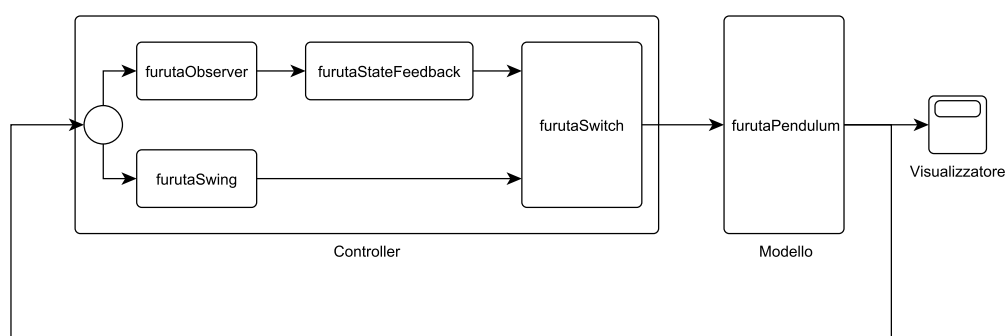 furutaObserver
furutaStateFeedback
furutaSwitch
furutaSwing
furutaPendulum
Controller
Modello
Visualizzatore